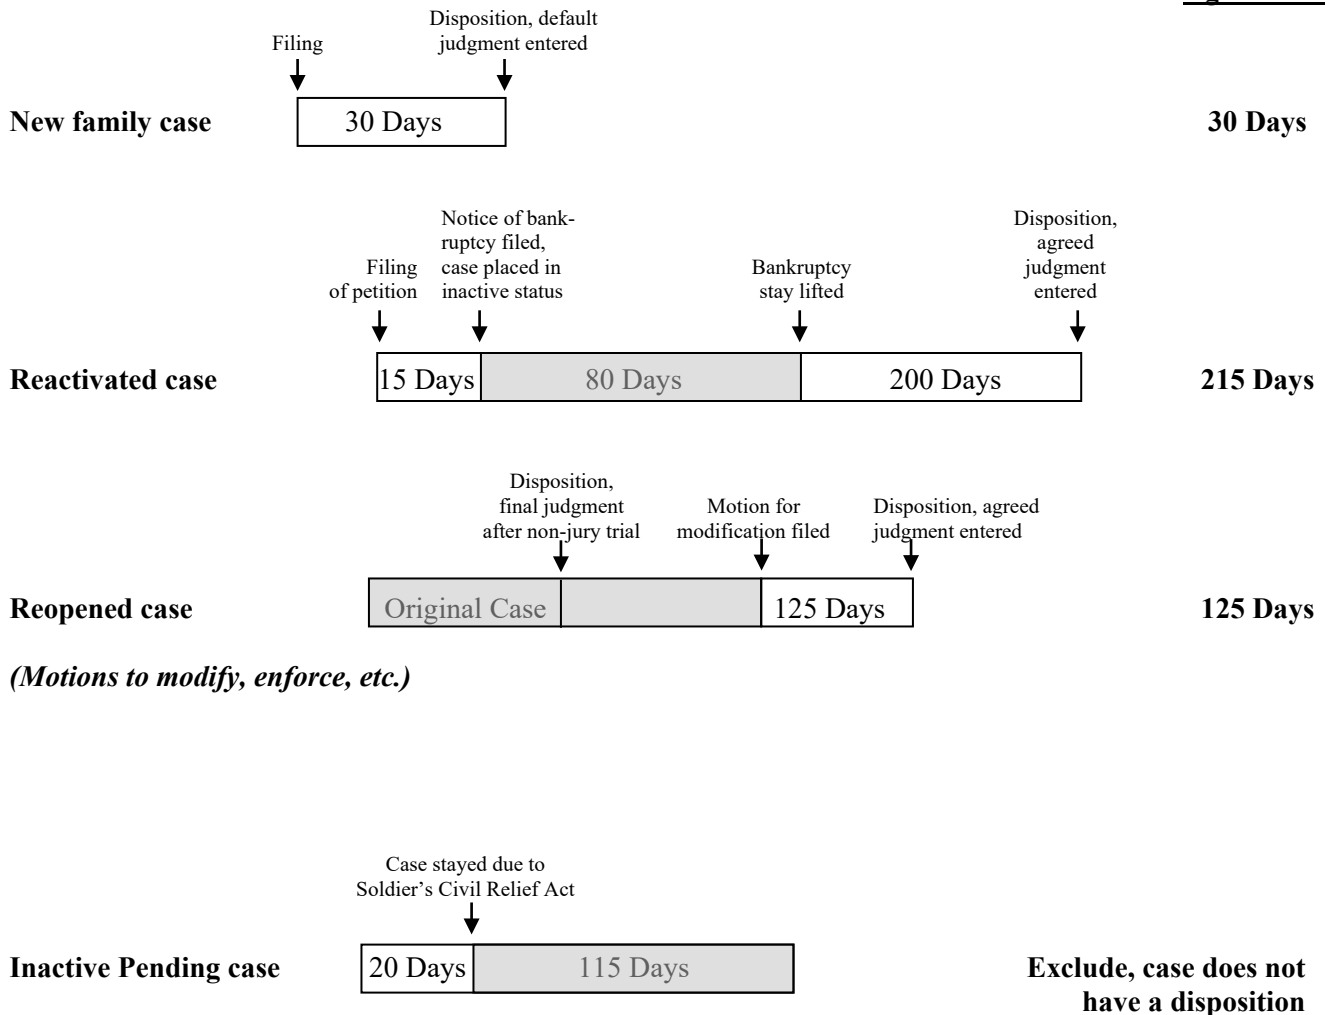 Disposition, default
judgment entered
Filing
New family case
30 Days
30 Days
Notice of bank-
ruptcy filed,
case placed in
inactive status
Filing
of petition
Bankruptcy
stay lifted
Disposition,
agreed
judgment
entered
Reactivated case
15 Days
80 Days
200 Days
215 Days
Disposition,
final judgment
after non-jury trial
Motion for
modification filed
Disposition, agreed
judgment entered
Reopened case
Original Case
125 Days
125 Days
(Motions to modify, enforce, etc.)
Case stayed due to
Soldier's Civil Relief Act
Inactive Pending case
20 Days
115 Days
Exclude, case does not
have a disposition